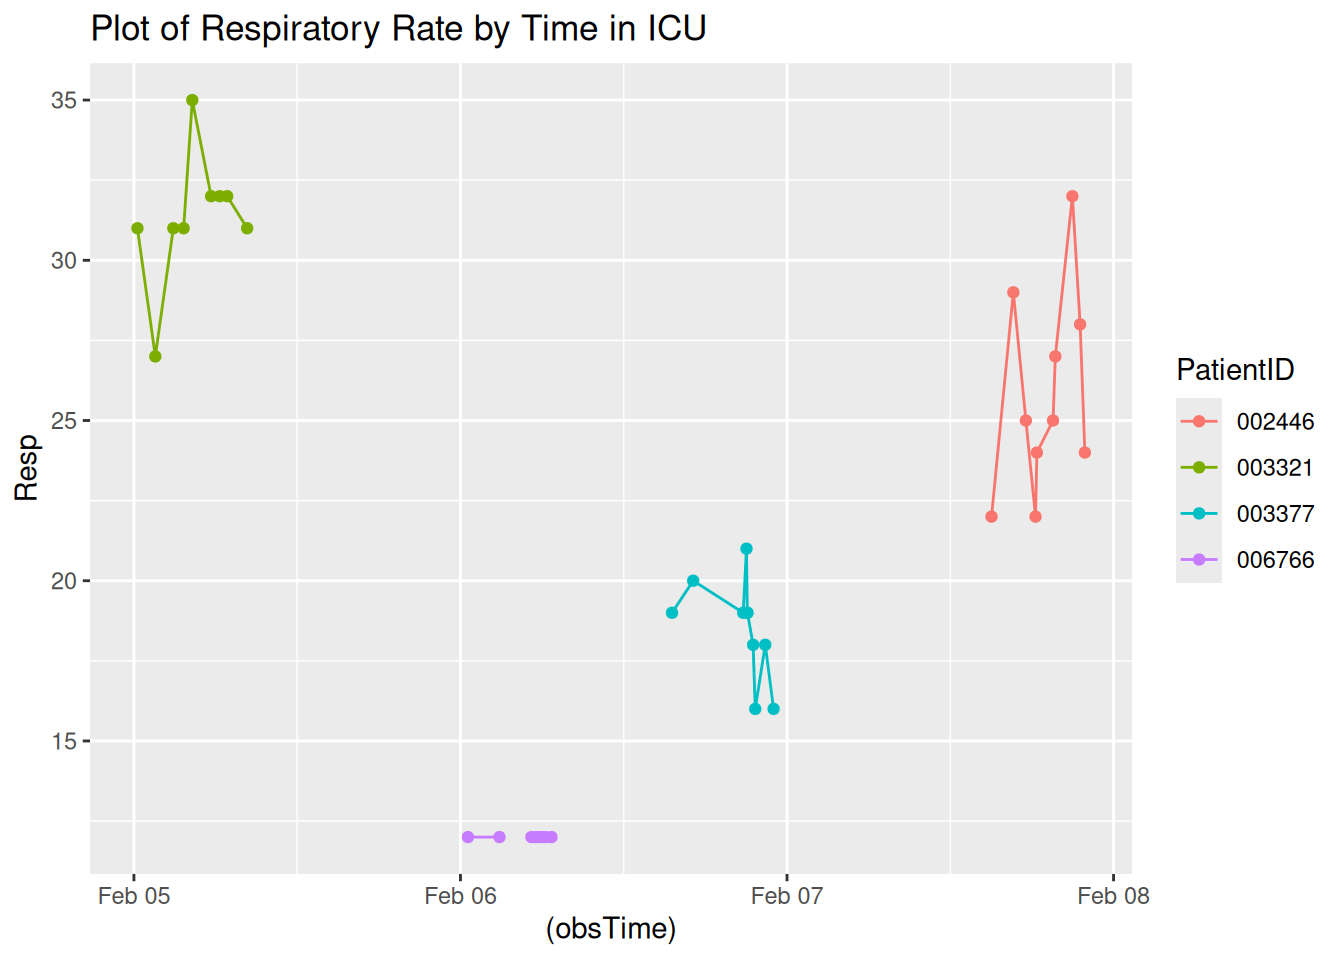 Plot of Respiratory Rate by Time in ICU
35
30
25
20
15
Resp
Feb 05
Feb 06
Feb 07
Feb 08
(obsTime)
PatientID
002446
003321
003377
006766